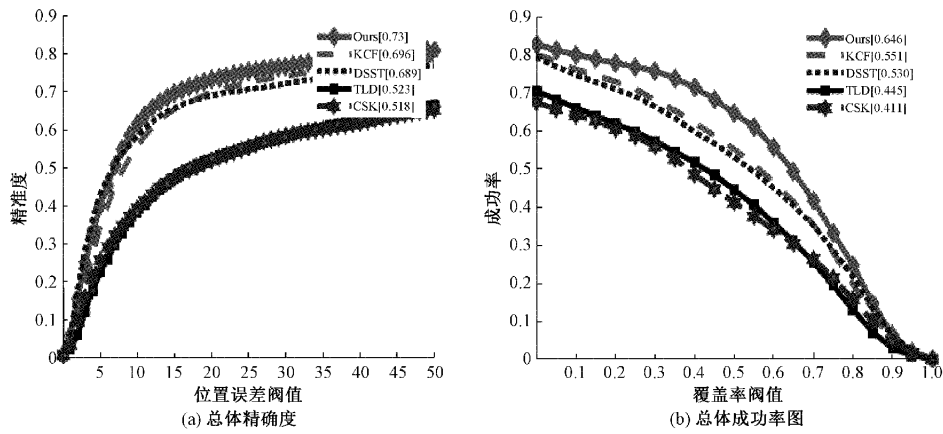 0.9
0.8
0.7
0.6
0.5
0.4
0.3
0.2
0.1
0
精准度
Ours[0.73]
KCF[0.696]
DSST[0.689]
TLD[0.523]
CSK[0.518]
5 10 15 20 25 30 35 40 45 50
位置误差阀值
(a) 总体精确度
0.9
0.8
0.7
0.6
0.5
0.4
0.3
0.2
0.1
0
成功率
Ours[0.646]
KCF[0.551]
DSST[0.530]
TLD[0.445]
CSK[0.411]
0.1 0.2 0.3 0.4 0.5 0.6 0.7 0.8 0.9 1.0
覆盖率阀值
(b) 总体成功率图